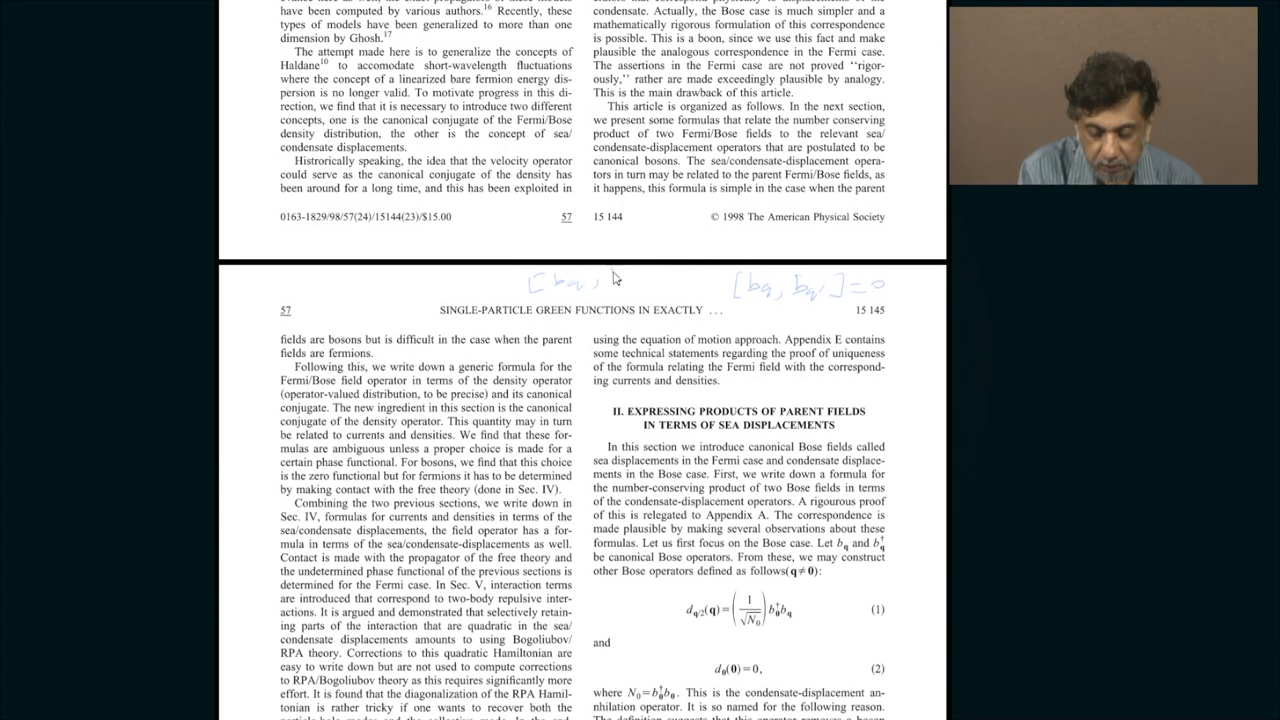 have been computed by various authors.16 Recently, these
types of models have been generalized to more than one
dimension by Ghosh.17
The attempt made here is to generalize the concepts of
Haldane10 to accomodate short-wavelength fluctuations
where the concept of a linearized bare fermion energy dis-
persion is no longer valid. To motivate progress in this di-
rection, we find that it is necessary to introduce two different
concepts, one is the canonical conjugate of the Fermi/Bose
density distribution, the other is the concept of sea/
condensate displacements.
Histrorically speaking, the idea that the velocity operator
could serve as the canonical conjugate of the density has
been around for a long time, and this has been exploited in
condensate. Actually, the Bose case is much simpler and a
mathematically rigorous formulation of this correspondence
is possible. This is a boon, since we use this fact and make
plausible the analogous correspondence in the Fermi case.
The assertions in the Fermi case are not proved ‘‘rigor-
ously,’’ rather are made exceedingly plausible by analogy.
This is the main drawback of this article.
This article is organized as follows. In the next section,
we present some formulas that relate the number conserving
product of two Fermi/Bose fields to the relevant sea/
condensate-displacement operators that are postulated to be
canonical bosons. The sea/condensate-displacement opera-
tors in turn may be related to the parent Fermi/Bose fields, as
it happens, this formula is simple in the case when the parent
0163-1829/98/57(24)/15144(23)/$15.00 57 15 144 © 1998 The American Physical Society
[bq, [bq, bq']=0
57 SINGLE-PARTICLE GREEN FUNCTIONS IN EXACTLY . . . 15 145
fields are bosons but is difficult in the case when the parent
fields are fermions.
Following this, we write down a generic formula for the
Fermi/Bose field operator in terms of the density operator
(operator-valued distribution, to be precise) and its canonical
conjugate. The new ingredient in this section is the canonical
conjugate of the density operator. This quantity may in turn
be related to currents and densities. We find that these for-
mulas are ambiguous unless a proper choice is made for a
certain phase functional. For bosons, we find that this choice
is the zero functional but for fermions it has to be determined
by making contact with the free theory (done in Sec. IV).
Combining the two previous sections, we write down in
Sec. IV, formulas for currents and densities in terms of the
sea/condensate displacements, the field operator has a for-
mula in terms of the sea/condensate-displacements as well.
Contact is made with the propagator of the free theory and
the undetermined phase functional of the previous sections is
determined for the Fermi case. In Sec. V, interaction terms
are introduced that correspond to two-body repulsive inter-
actions. It is argued and demonstrated that selectively retain-
ing parts of the interaction that are quadratic in the sea/
condensate displacements amounts to using Bogoliubov/
RPA theory. Corrections to this quadratic Hamiltonian are
easy to write down but are not used to compute corrections
to RPA/Bogoliubov theory as this requires significantly more
effort. It is found that the diagonalization of the RPA Hamil-
tonian is rather tricky if one wants to recover both the
using the equation of motion approach. Appendix E contains
some technical statements regarding the proof of uniqueness
of the formula relating the Fermi field with the correspond-
ing currents and densities.
II. EXPRESSING PRODUCTS OF PARENT FIELDS
IN TERMS OF SEA DISPLACEMENTS
In this section we introduce canonical Bose fields called
sea displacements in the Fermi case and condensate displace-
ments in the Bose case. First, we write down a formula for
the number-conserving product of two Bose fields in terms
of the condensate-displacement operators. A rigourous proof
of this is relegated to Appendix A. The correspondence is
made plausible by making several observations about these
formulas. Let us first focus on the Bose case. Let bq and b†q
be canonical Bose operators. From these, we may construct
other Bose operators defined as follows(q≠0):
dq/2(q)=(1/√N0)b†0bq (1)
and
d0(0)=0, (2)
where N0=b†0b0. This is the condensate-displacement an-
nihilation operator. It is so named for the following reason.